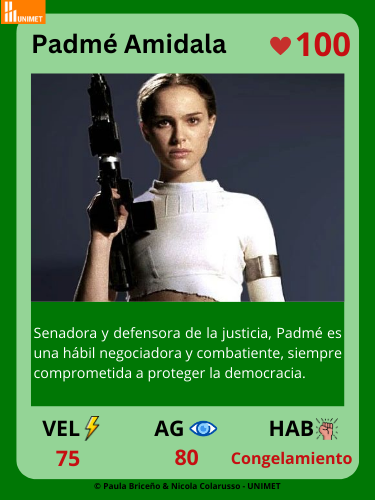 UNIMET
Padmé Amidala
100
Senadora y defensora de la justicia, Padmé es
una hábil negociadora y combatiente, siempre
comprometida a proteger la democracia.
VEL AG HAB
75 80 Congelamiento
© Paula Briceño & Nicola Colarusso - UNIMET